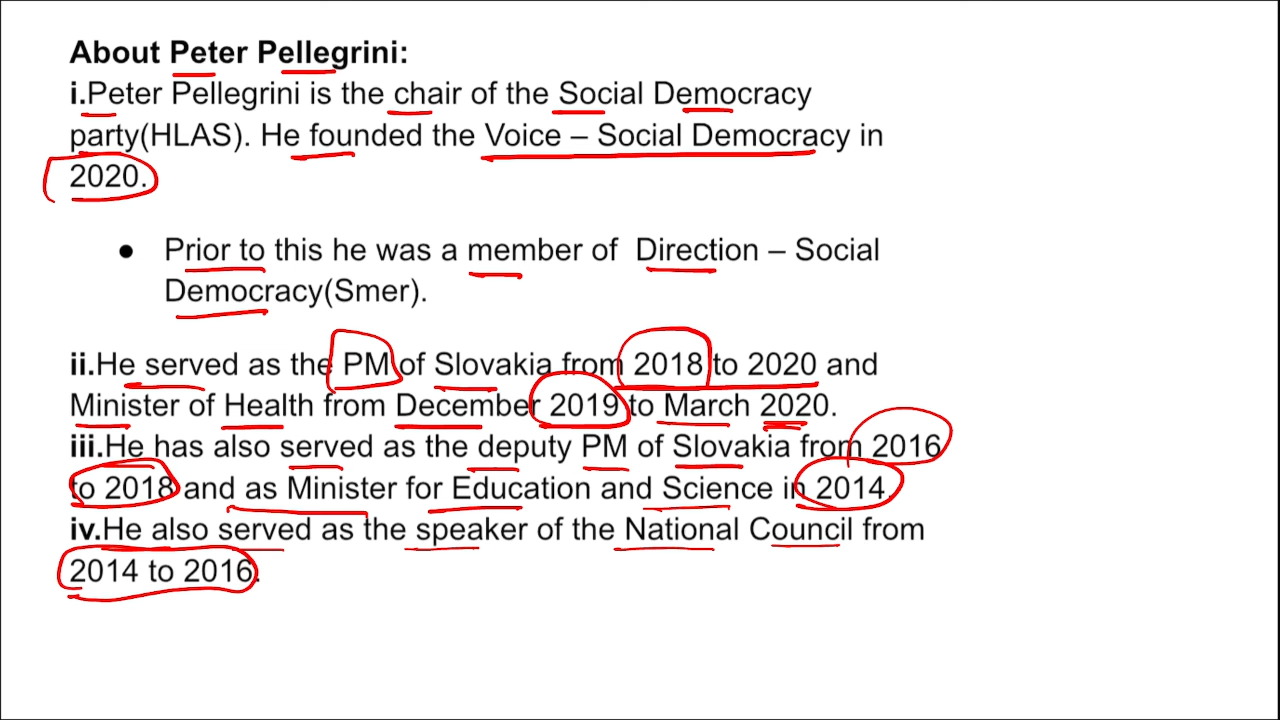 About Peter Pellegrini:
i.Peter Pellegrini is the chair of the Social Democracy
party(HLAS). He founded the Voice – Social Democracy in
2020.
● Prior to this he was a member of Direction – Social
Democracy(Smer).
ii.He served as the PM of Slovakia from 2018 to 2020 and
Minister of Health from December 2019 to March 2020.
iii.He has also served as the deputy PM of Slovakia from 2016
to 2018 and as Minister for Education and Science in 2014.
iv.He also served as the speaker of the National Council from
2014 to 2016.